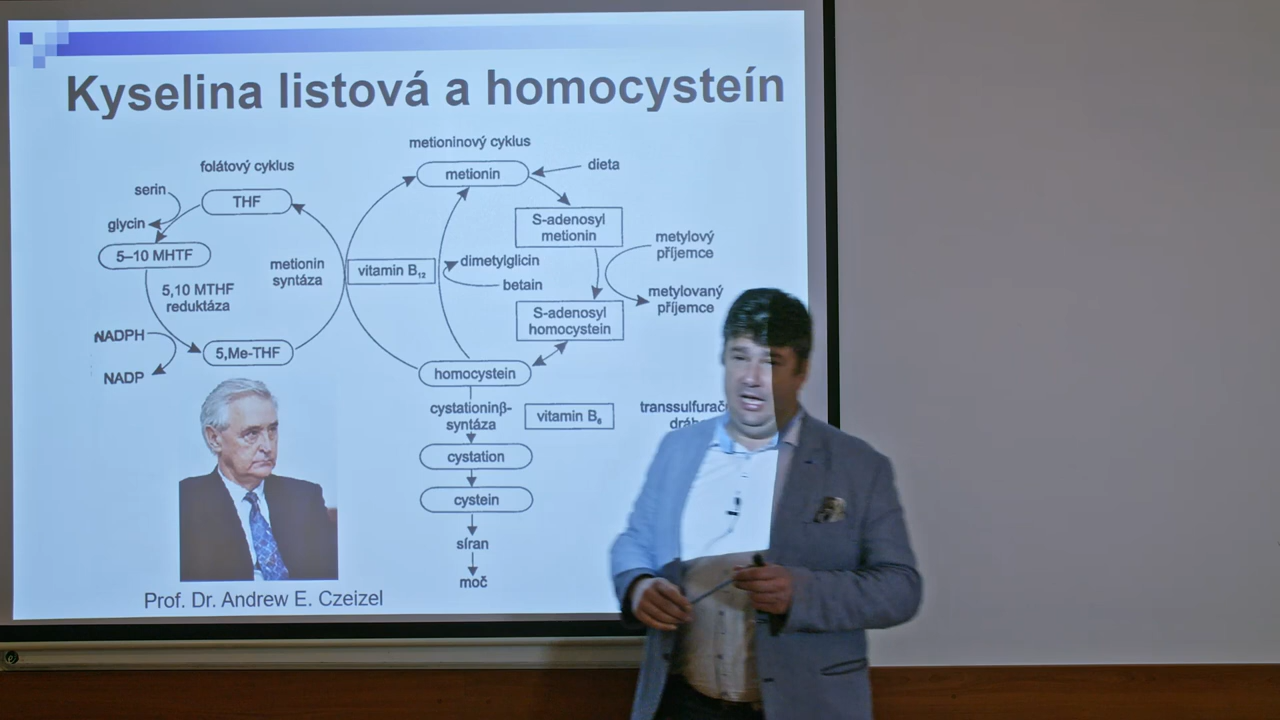 Kyselina listová a homocysteín
metioninový cyklus
folátový cyklus
metionin
dieta
serin
THF
glycin
S-adenosyl
metionin
5–10 MHTF
metionin
syntáza
vitamin B12
dimetylglicin
betain
metylový
příjemce
5,10 MTHF
reduktáza
metylovaný
příjemce
S-adenosyl
homocystein
NADPH
5,Me-THF
NADP
homocystein
cystationinβ-
syntáza
vitamin B6
cystation
cystein
síran
moč
Prof. Dr. Andrew E. Czeizel